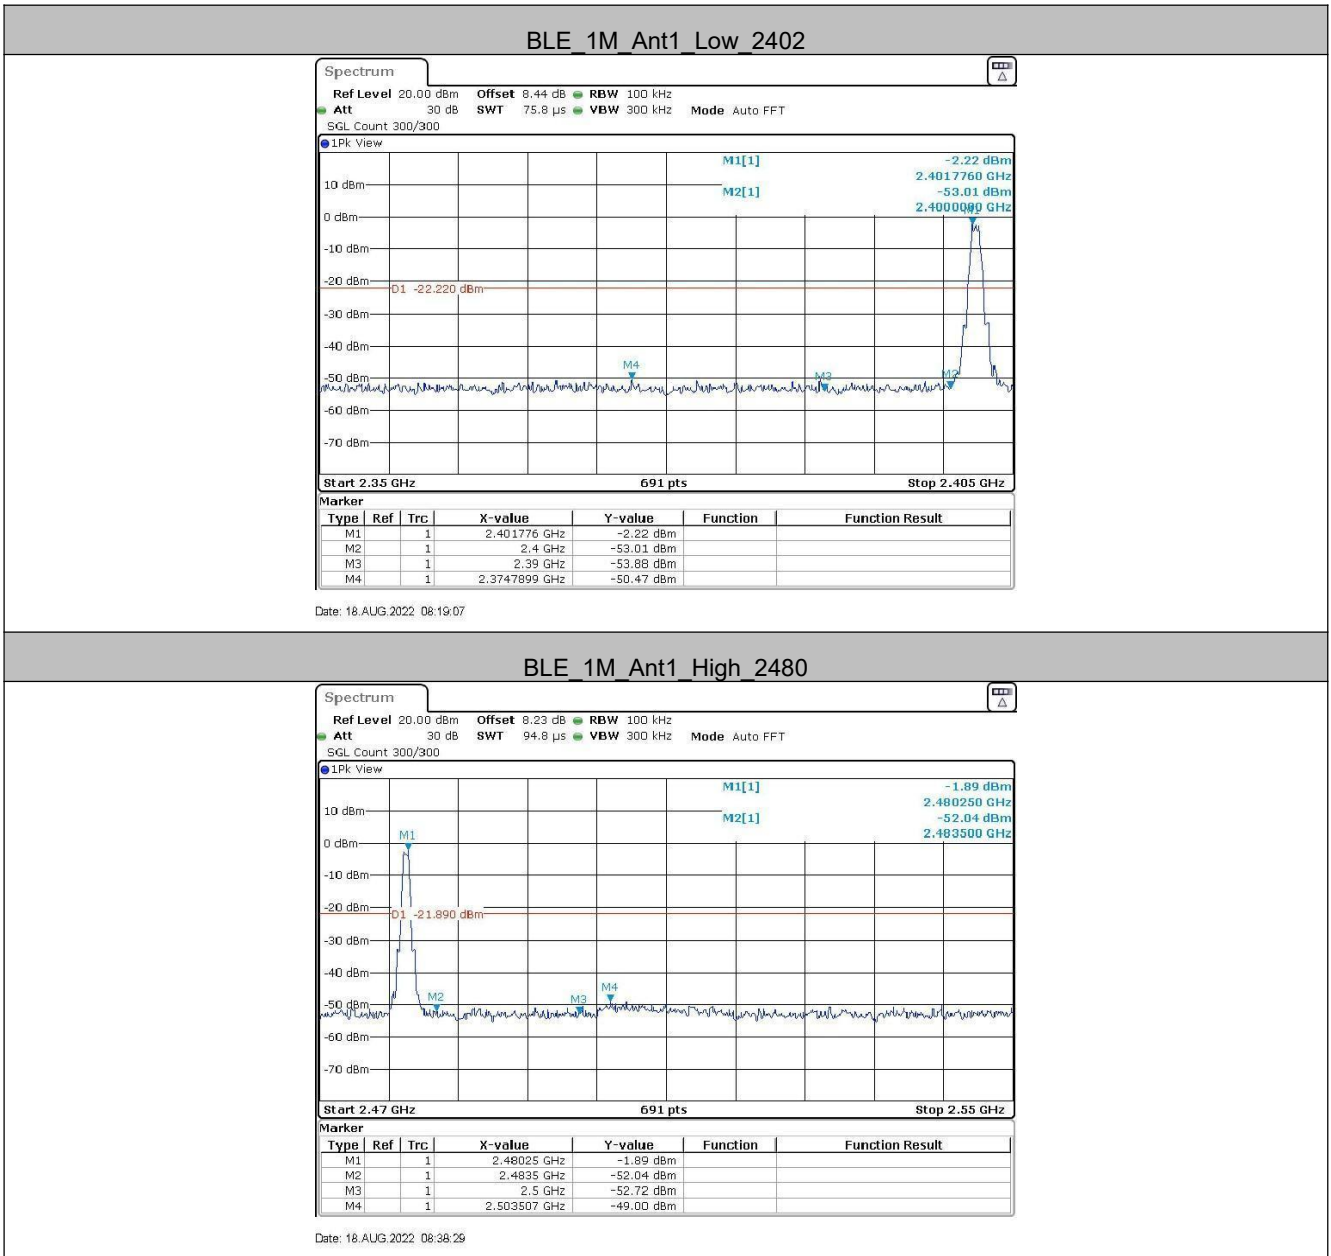 BLE_1M_Ant1_Low_2402
Spectrum
Ref Level 20.00 dBm Offset 8.44 dB RBW 100 kHz
Att 30 dB SWT 75.8 µs VBW 300 kHz Mode Auto FFT
SGL Count 300/300
1Pk View
M1[1] -2.22 dBm
2.4017760 GHz
M2[1] -53.01 dBm
2.4000000 GHz
M1
10 dBm
0 dBm
-10 dBm
-20 dBm
D1 -22.220 dBm
-30 dBm
-40 dBm
M4
M3
M2
-50 dBm
-60 dBm
-70 dBm
Start 2.35 GHz 691 pts Stop 2.405 GHz
Marker
Type Ref Trc X-value Y-value Function Function Result
M1 1 2.401776 GHz -2.22 dBm
M2 1 2.4 GHz -53.01 dBm
M3 1 2.39 GHz -53.88 dBm
M4 1 2.3747899 GHz -50.47 dBm
Date: 18.AUG.2022 08:19:07
BLE_1M_Ant1_High_2480
Spectrum
Ref Level 20.00 dBm Offset 8.23 dB RBW 100 kHz
Att 30 dB SWT 94.8 µs VBW 300 kHz Mode Auto FFT
SGL Count 300/300
1Pk View
M1[1] -1.89 dBm
2.480250 GHz
M2[1] -52.04 dBm
2.483500 GHz
10 dBm
M1
0 dBm
-10 dBm
-20 dBm
D1 -21.890 dBm
-30 dBm
-40 dBm
M4
M2
M3
-50 dBm
-60 dBm
-70 dBm
Start 2.47 GHz 691 pts Stop 2.55 GHz
Marker
Type Ref Trc X-value Y-value Function Function Result
M1 1 2.48025 GHz -1.89 dBm
M2 1 2.4835 GHz -52.04 dBm
M3 1 2.5 GHz -52.72 dBm
M4 1 2.503507 GHz -49.00 dBm
Date: 18.AUG.2022 08:38:29